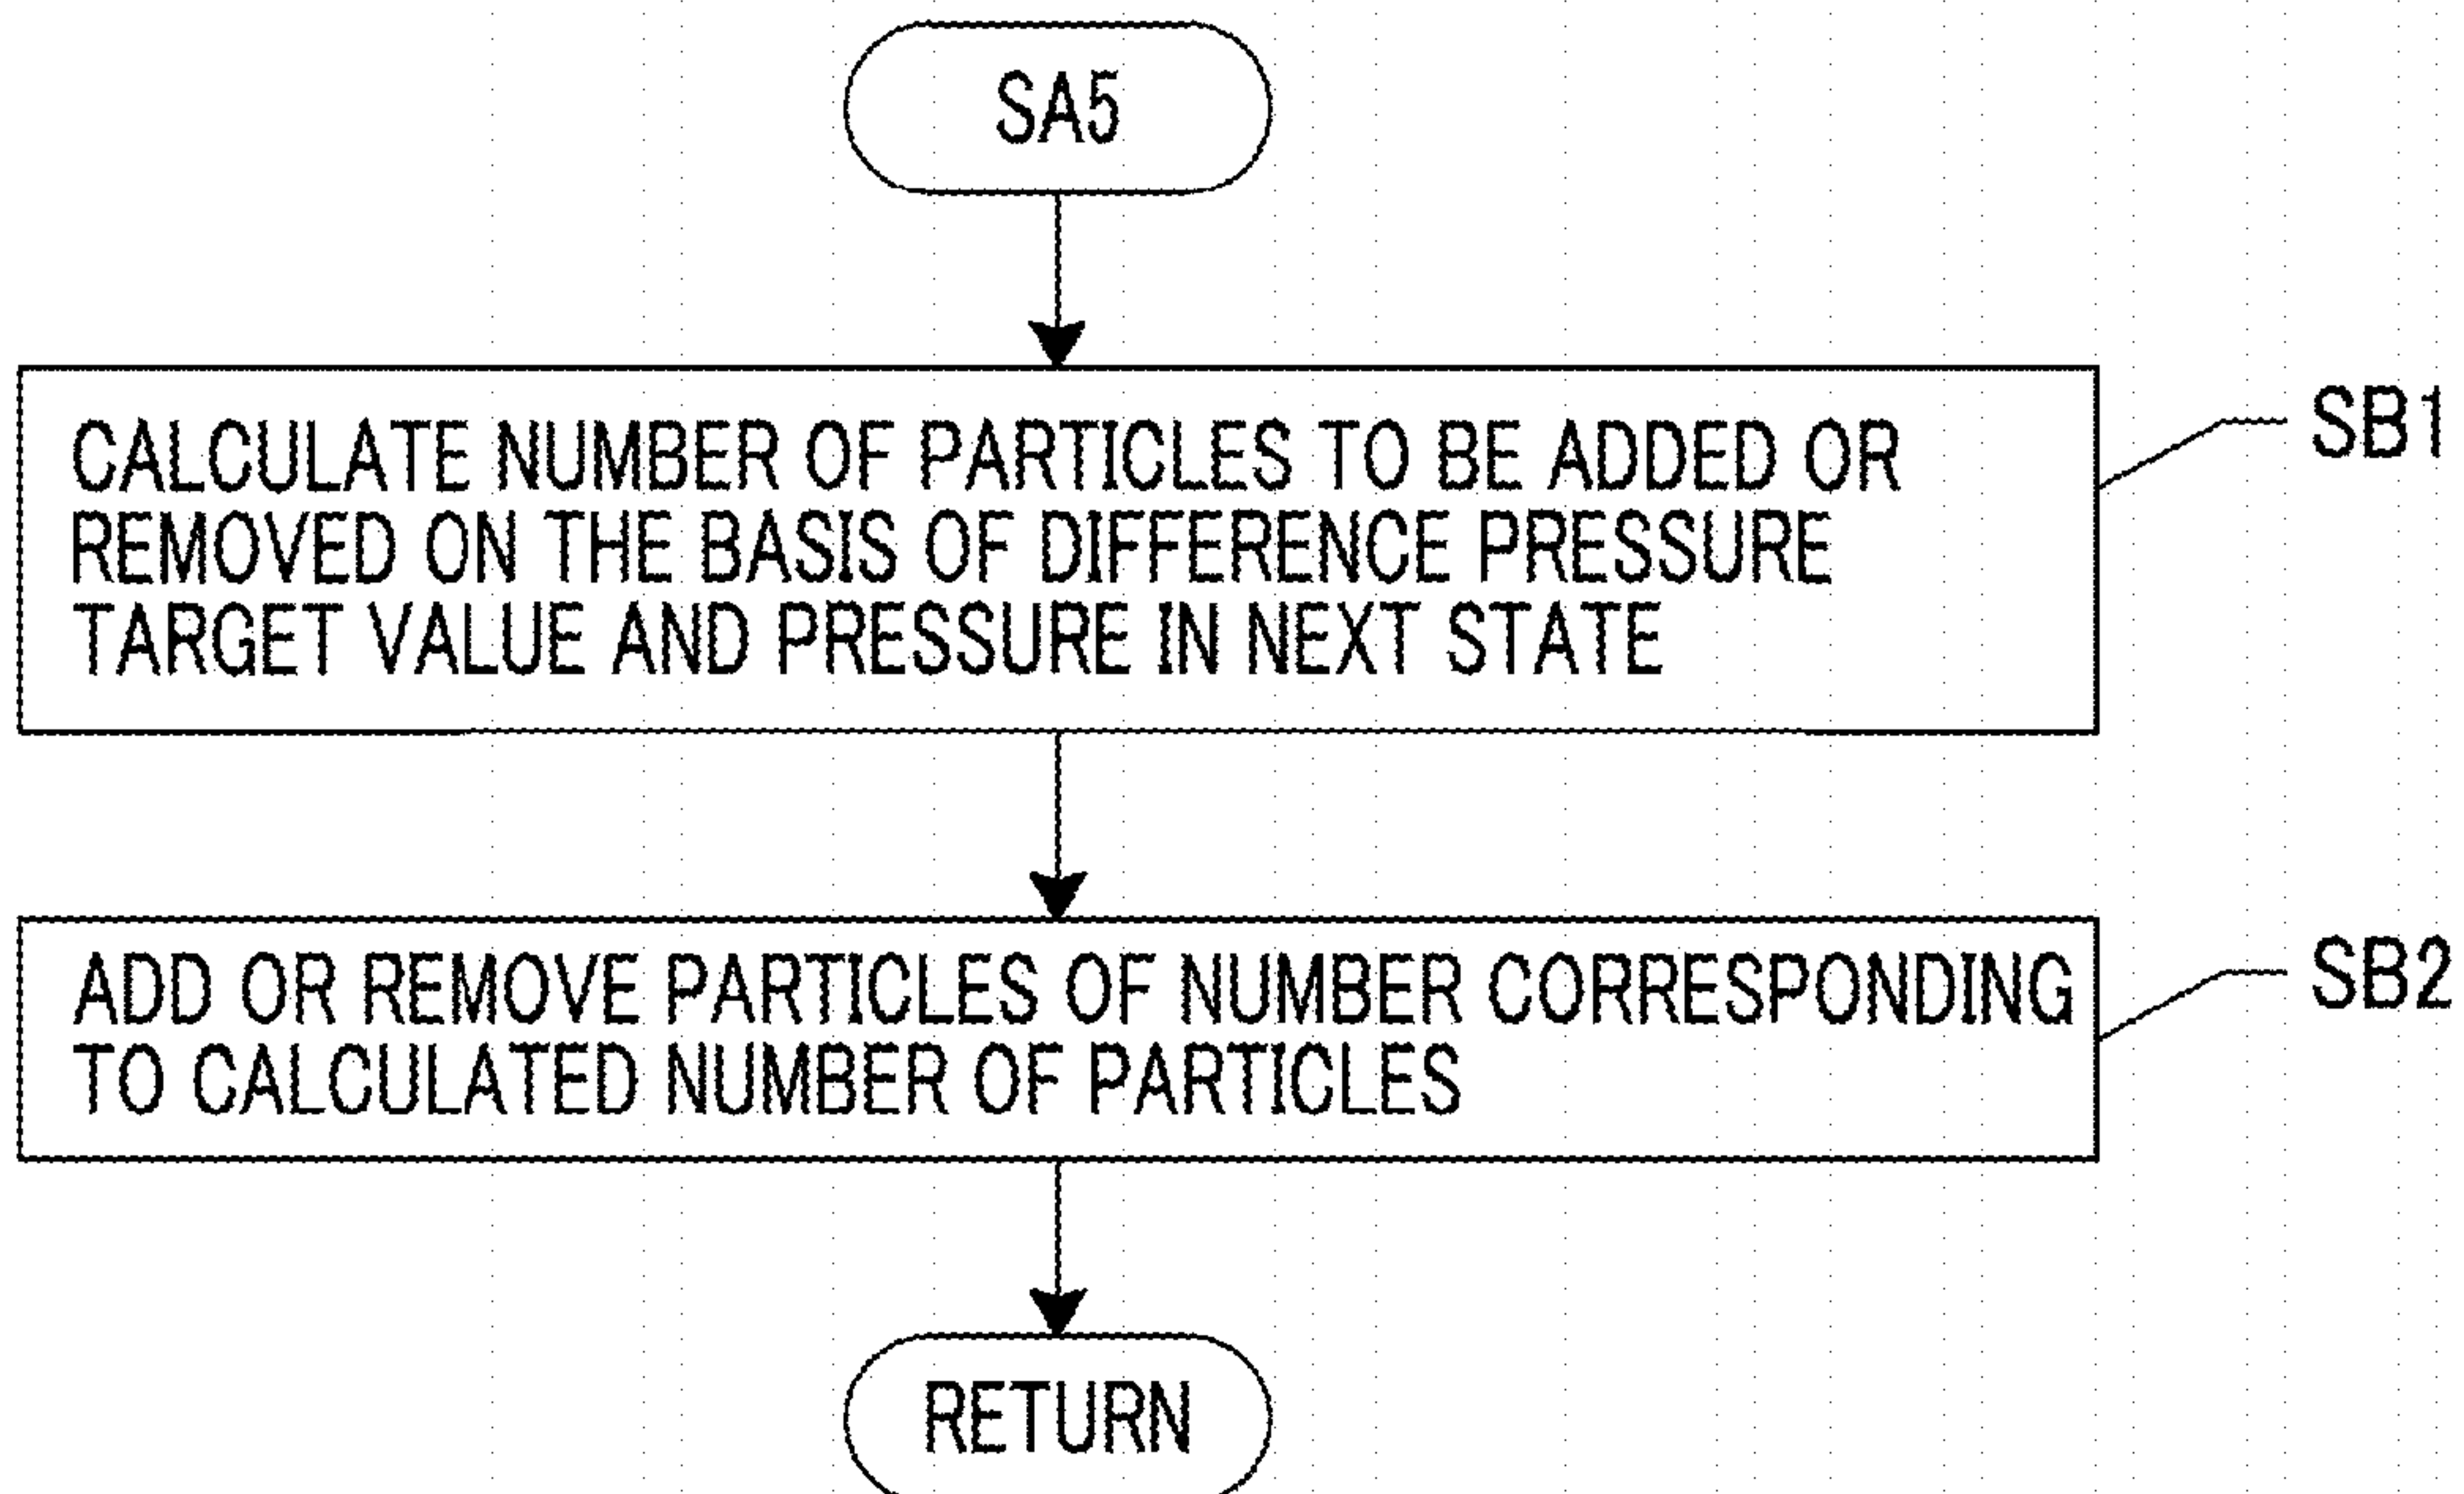 SA5
CALCULATE NUMBER OF PARTICLES TO BE ADDED OR
REMOVED ON THE BASIS OF DIFFERENCE PRESSURE
TARGET VALUE AND PRESSURE IN NEXT STATE
SB1
ADD OR REMOVE PARTICLES OF NUMBER CORRESPONDING
TO CALCULATED NUMBER OF PARTICLES
SB2
RETURN